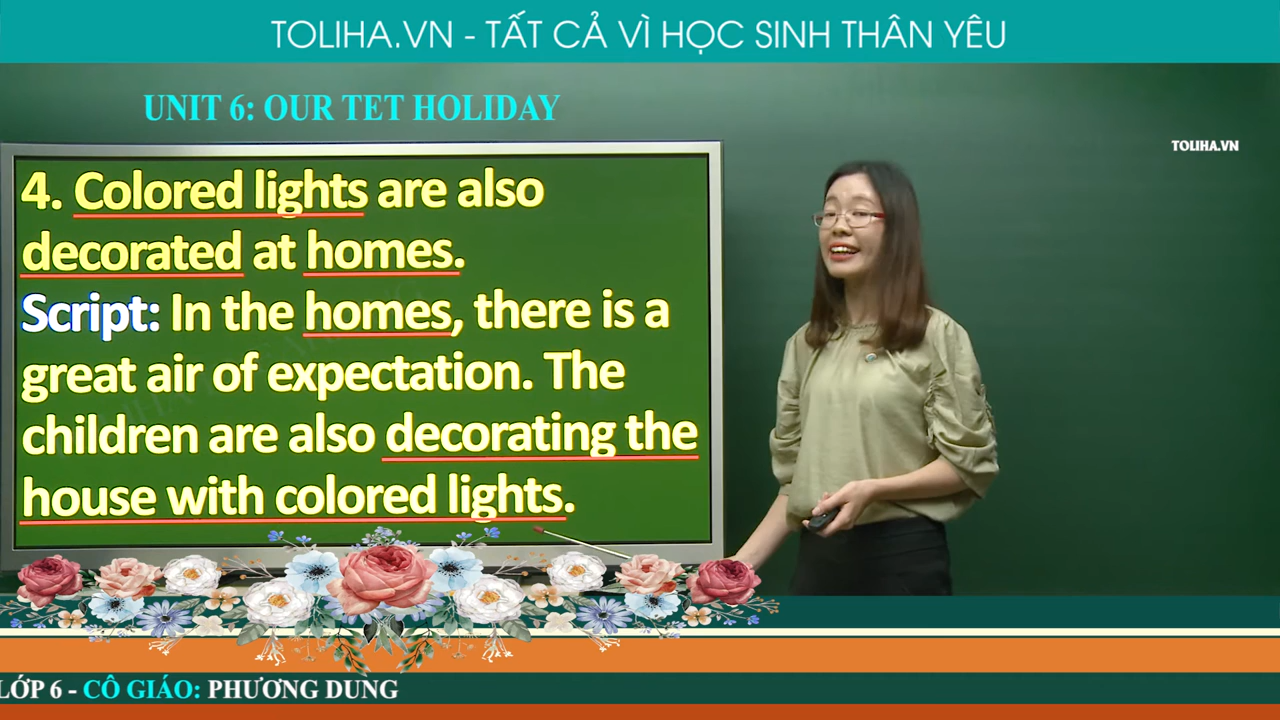 TOLIHA.VN - TẤT CẢ VÌ HỌC SINH THÂN YÊU
UNIT 6: OUR TET HOLIDAY
TOLIHA.VN
4. Colored lights are also
decorated at homes.
Script: In the homes, there is a
great air of expectation. The
children are also decorating the
house with colored lights.
LỚP 6 - CÔ GIÁO: PHƯƠNG DUNG